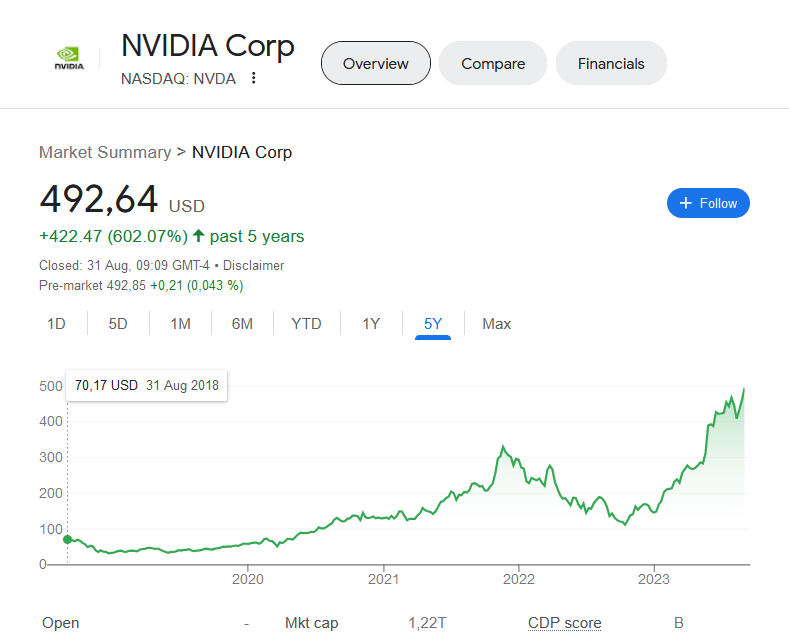 NVIDIA Corp
NVIDIA.
NASDAQ: NVDA
Overview
Compare
Financials
Market Summary > NVIDIA Corp
492,64 USD
+ Follow
+422.47 (602.07%) ↑ past 5 years
Closed: 31 Aug, 09:09 GMT-4 • Disclaimer
Pre-market 492,85 +0,21 (0,043 %)
1D 5D 1M 6M YTD 1Y 5Y Max
500
70,17 USD 31 Aug 2018
400
300
200
100
0
2020 2021 2022 2023
Open - Mkt cap 1,22T CDP score B